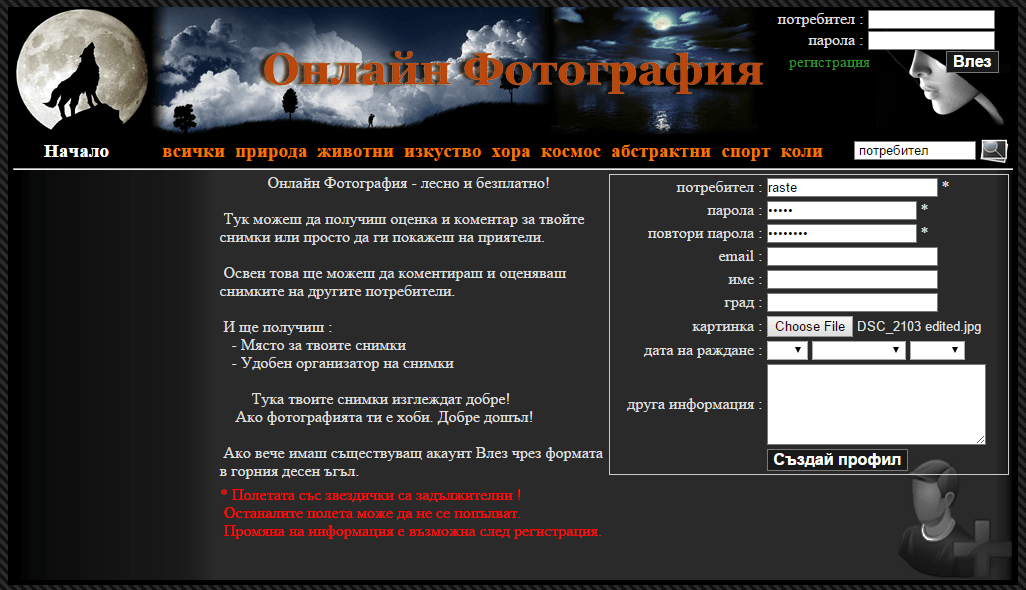 потребител :
парола :
регистрация
Влез
Онлайн Фотография
Начало
всички природа животни изкуство хора космос абстрактни спорт коли
потребител
Онлайн Фотография - лесно и безплатно!
Тук можеш да получиш оценка и коментар за твойте
снимки или просто да ги покажеш на приятели.
Освен това ще можеш да коментираш и оценяваш
снимките на другите потребители.
И ще получиш :
- Място за твоите снимки
- Удобен организатор на снимки
Тука твоите снимки изглеждат добре!
Ако фотографията ти е хоби. Добре дошъл!
Ако вече имаш съществуващ акаунт Влез чрез формата
в горния десен ъгъл.
* Полетата със звездички са задължителни !
Останалите полета може да не се попълват.
Промяна на информация е възможна след регистрация.
потребител : raste *
парола : ••••• *
повтори парола : •••••••• *
email :
име :
град :
картинка : Choose File DSC_2103 edited.jpg
дата на раждане :
друга информация :
Създай профил